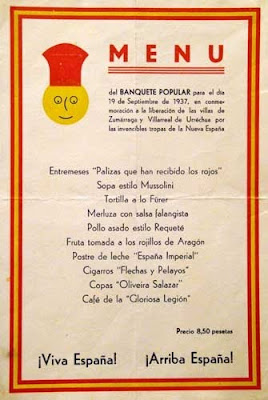 MENU
del BANQUETE POPULAR para el día
19 de Septiembre de 1937, en conme-
moración a la liberación de las villas de
Zumárraga y Villarreal de Urréchua por
las invencibles tropas de la Nueva España
Entremeses "Palizas que han recibido los rojos"
Sopa estilo Mussolini
Tortilla a lo Fúrer
Merluza con salsa falangista
Pollo asado estilo Requeté
Fruta tomada a los rojillos de Aragón
Postre de leche "España Imperial"
Cigarros "Flechas y Pelayos"
Copas "Oliveira Salazar"
Café de la "Gloriosa Legión"
Precio 8,50 pesetas
¡Viva España! ¡Arriba España!